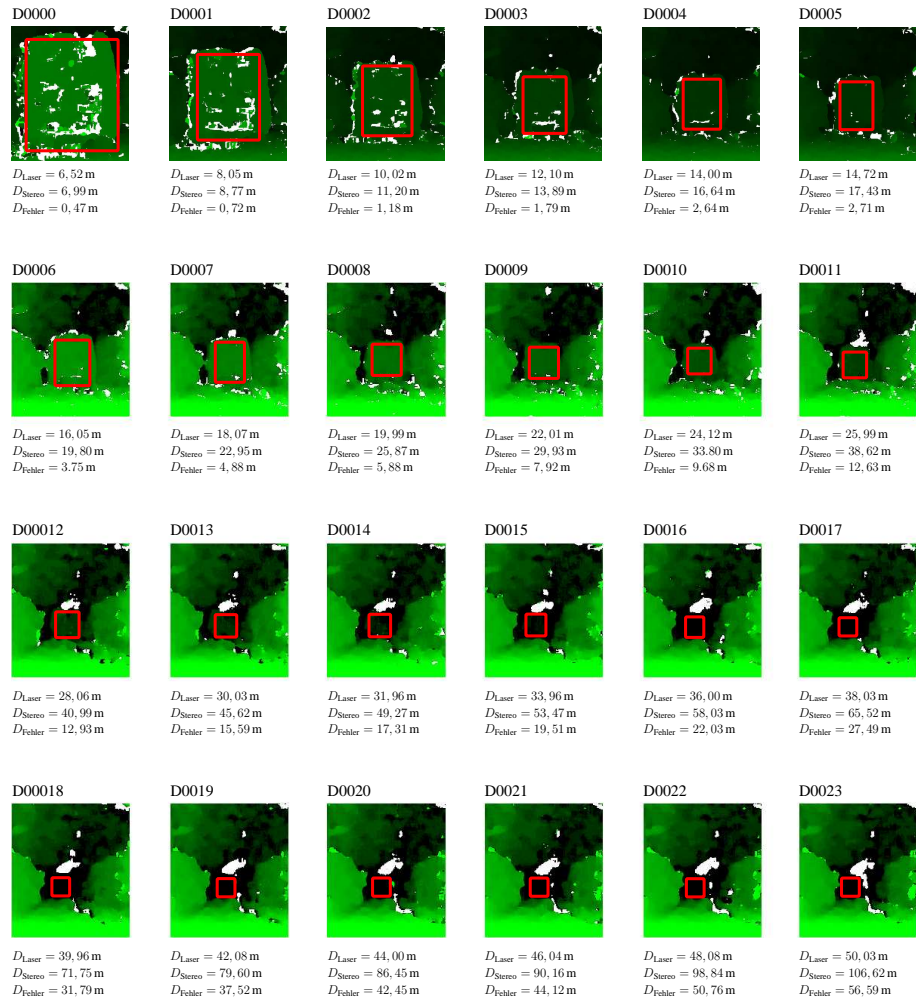 D0000 D0001 D0002 D0003 D0004 D0005
D_Laser = 6,52 m D_Laser = 8,05 m D_Laser = 10,02 m D_Laser = 12,10 m D_Laser = 14,00 m D_Laser = 14,72 m
D_Stereo = 6,99 m D_Stereo = 8,77 m D_Stereo = 11,20 m D_Stereo = 13,89 m D_Stereo = 16,64 m D_Stereo = 17,43 m
D_Fehler = 0,47 m D_Fehler = 0,72 m D_Fehler = 1,18 m D_Fehler = 1,79 m D_Fehler = 2,64 m D_Fehler = 2,71 m
D0006 D0007 D0008 D0009 D0010 D0011
D_Laser = 16,05 m D_Laser = 18,07 m D_Laser = 19,99 m D_Laser = 22,01 m D_Laser = 24,12 m D_Laser = 25,99 m
D_Stereo = 19,80 m D_Stereo = 22,95 m D_Stereo = 25,87 m D_Stereo = 29,93 m D_Stereo = 33.80 m D_Stereo = 38,62 m
D_Fehler = 3.75 m D_Fehler = 4,88 m D_Fehler = 5,88 m D_Fehler = 7,92 m D_Fehler = 9.68 m D_Fehler = 12,63 m
D00012 D0013 D0014 D0015 D0016 D0017
D_Laser = 28,06 m D_Laser = 30,03 m D_Laser = 31,96 m D_Laser = 33,96 m D_Laser = 36,00 m D_Laser = 38,03 m
D_Stereo = 40,99 m D_Stereo = 45,62 m D_Stereo = 49,27 m D_Stereo = 53,47 m D_Stereo = 58,03 m D_Stereo = 65,52 m
D_Fehler = 12,93 m D_Fehler = 15,59 m D_Fehler = 17,31 m D_Fehler = 19,51 m D_Fehler = 22,03 m D_Fehler = 27,49 m
D00018 D0019 D0020 D0021 D0022 D0023
D_Laser = 39,96 m D_Laser = 42,08 m D_Laser = 44,00 m D_Laser = 46,04 m D_Laser = 48,08 m D_Laser = 50,03 m
D_Stereo = 71,75 m D_Stereo = 79,60 m D_Stereo = 86,45 m D_Stereo = 90,16 m D_Stereo = 98,84 m D_Stereo = 106,62 m
D_Fehler = 31,79 m D_Fehler = 37,52 m D_Fehler = 42,45 m D_Fehler = 44,12 m D_Fehler = 50,76 m D_Fehler = 56,59 m